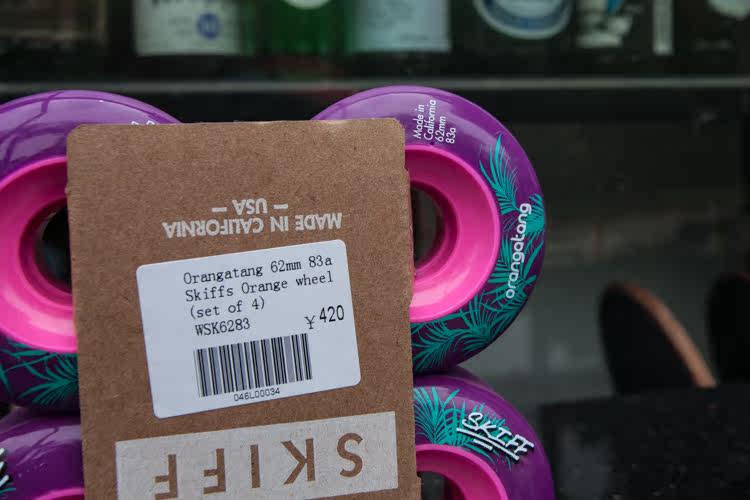 MADE IN CALIFORNIA
— USA —
Orangatang 62mm 83a
Skiffs Orange wheel
(set of 4)
WSK6283
¥420
046L00034
SKIFF
Made in
California
62mm
83a
orangatang
SKIFF